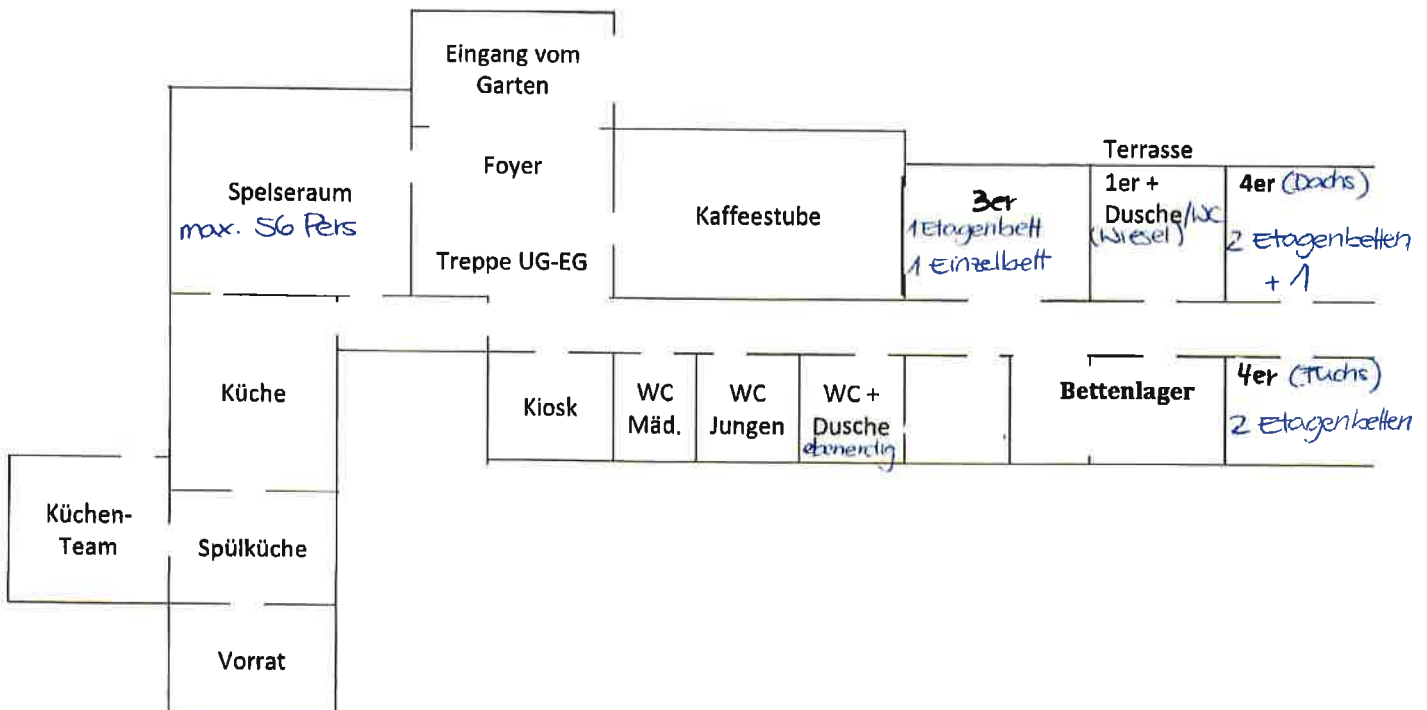 Eingang vom
Garten
Foyer
Treppe UG-EG
Speiseraum
max. 56 Pers
Kaffeestube
Terrasse
3er
1 Etagenbett
1 Einzelbett
1er +
Dusche/WC
(Wiesel)
4er (Dachs)
2 Etagenbetten
+ 1
Küche
Kiosk
WC
Mäd.
WC
Jungen
WC +
Dusche
ebenerdig
Bettenlager
4er (Fuchs)
2 Etagenbetten
Küchen-
Team
Spülküche
Vorrat